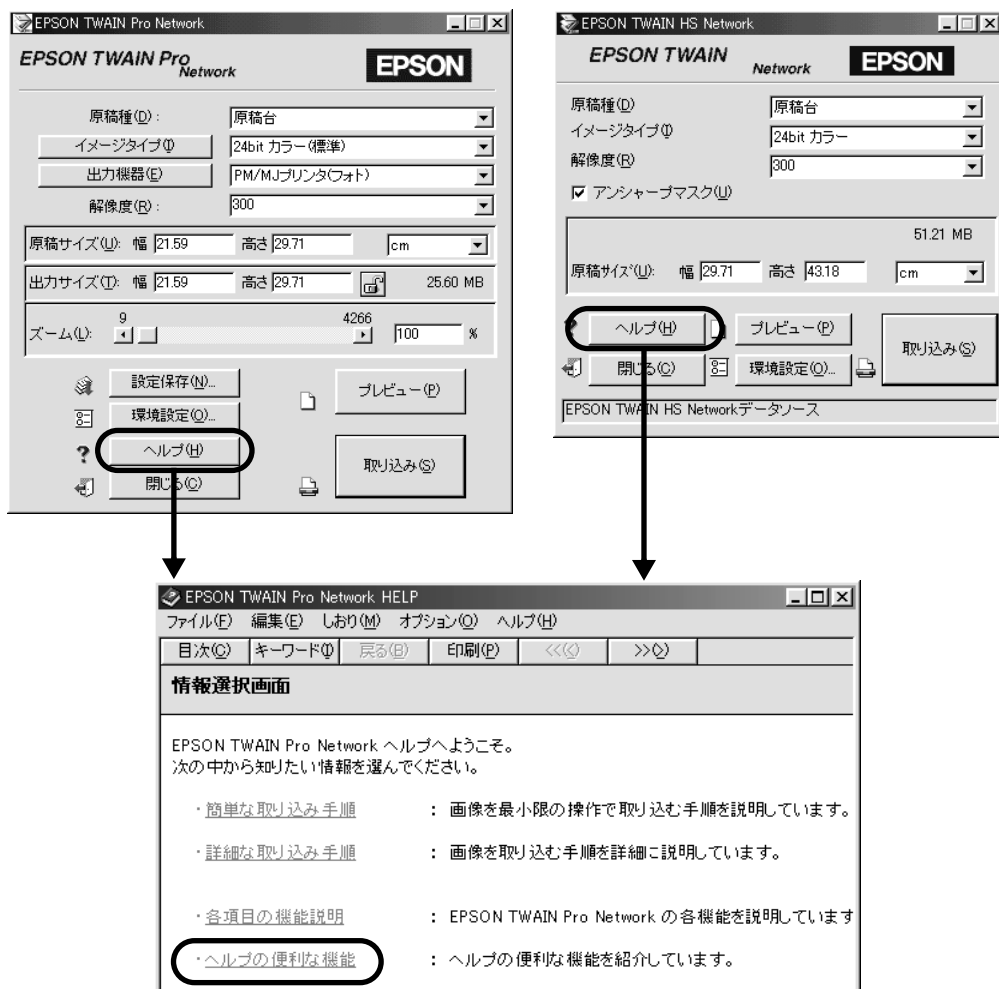 EPSON TWAIN Pro Network
EPSON TWAIN Pro
Network
EPSON
原稿種(D):
原稿台
イメージタイプ(I)
24bit カラー(標準)
出力機器(E)
PM/MJプリンタ(フォト)
解像度(R):
300
原稿サイズ(U): 幅 21.59 高さ 29.71 cm
出力サイズ(T): 幅 21.59 高さ 29.71 25.60 MB
ズーム(L): 9 4266 100 %
設定保存(N)...
環境設定(O)...
ヘルプ(H)
閉じる(C)
プレビュー(P)
取り込み(S)
EPSON TWAIN HS Network
EPSON TWAIN
Network
EPSON
原稿種(D)
原稿台
イメージタイプ(I)
24bit カラー
解像度(R)
300
アンシャープマスク(U)
51.21 MB
原稿サイズ(U): 幅 29.71 高さ 43.18 cm
ヘルプ(H) プレビュー(P)
取り込み(S)
閉じる(C) 環境設定(O)...
EPSON TWAIN HS Networkデータソース
EPSON TWAIN Pro Network HELP
ファイル(F) 編集(E) しおり(M) オプション(O) ヘルプ(H)
目次(C) キーワード(I) 戻る(B) 印刷(P) <<(<) >>(>)
情報選択画面
EPSON TWAIN Pro Network ヘルプへようこそ。
次の中から知りたい情報を選んでください。
・簡単な取り込み手順 : 画像を最小限の操作で取り込む手順を説明しています。
・詳細な取り込み手順 : 画像を取り込む手順を詳細に説明しています。
・各項目の機能説明 : EPSON TWAIN Pro Network の各機能を説明しています
・ヘルプの便利な機能 : ヘルプの便利な機能を紹介しています。